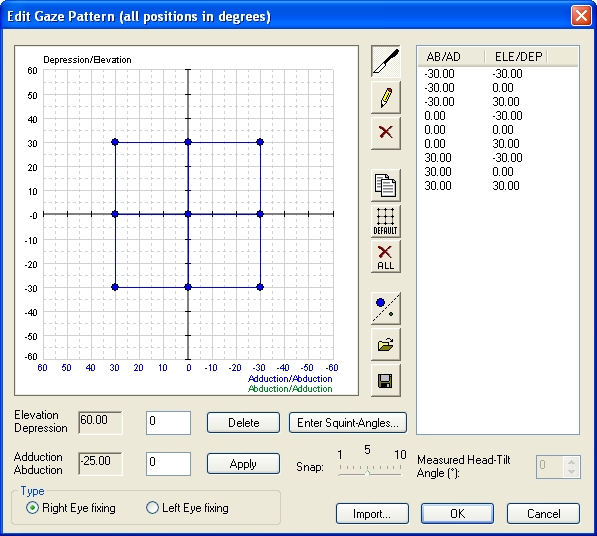 Edit Gaze Pattern (all positions in degrees)
Depression/Elevation
60
50
40
30
20
10
-0
-10
-20
-30
-40
-50
-60
60 50 40 30 20 10 0 -10 -20 -30 -40 -50 -60
Adduction/Abduction
Abduction/Adduction
DEFAULT
ALL
AB/AD ELE/DEP
-30.00 -30.00
-30.00 0.00
-30.00 30.00
0.00 -30.00
0.00 0.00
0.00 30.00
30.00 -30.00
30.00 0.00
30.00 30.00
Elevation
Depression
60.00
0
Delete
Enter Squint-Angles...
Adduction
Abduction
-25.00
0
Apply
Snap:
1 5 10
Measured Head-Tilt
Angle (°):
0
Type
Right Eye fixing
Left Eye fixing
Import...
OK
Cancel